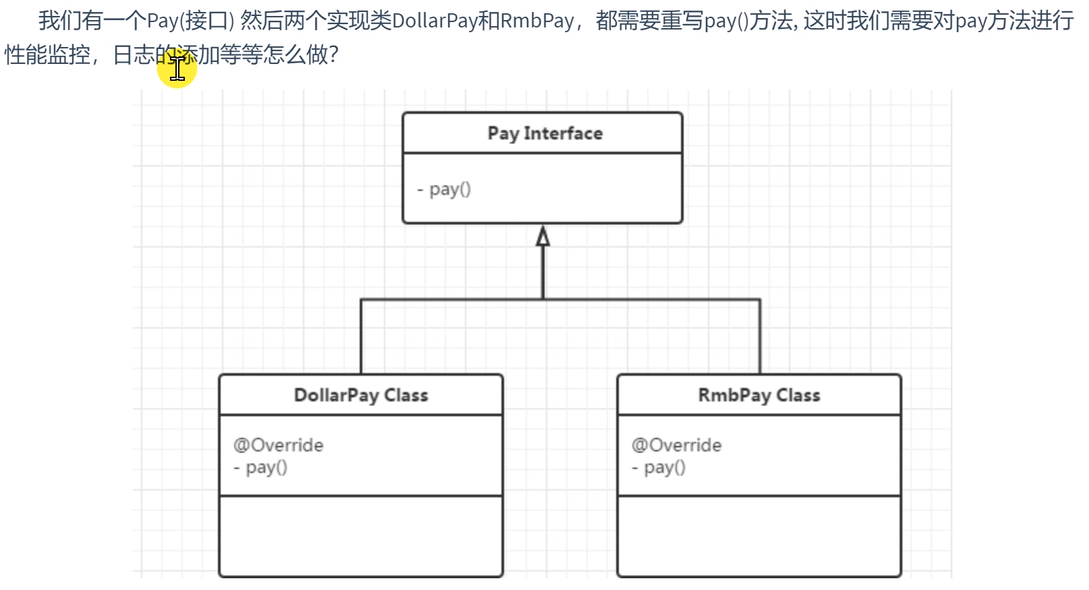 我们有一个Pay(接口) 然后两个实现类DollarPay和RmbPay，都需要重写pay()方法, 这时我们需要对pay方法进行
性能监控，日志的添加等等怎么做？
Pay Interface
- pay()
DollarPay Class
@Override
- pay()
RmbPay Class
@Override
- pay()